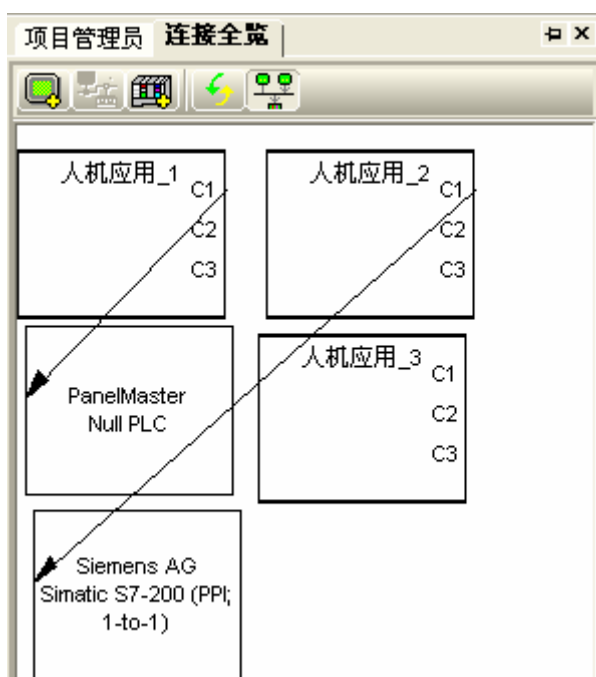 项目管理员 连接全览
人机应用_1
C1
C2
C3
人机应用_2
C1
C2
C3
PanelMaster
Null PLC
人机应用_3
C1
C2
C3
Siemens AG
Simatic S7-200 (PPI;
1-to-1)